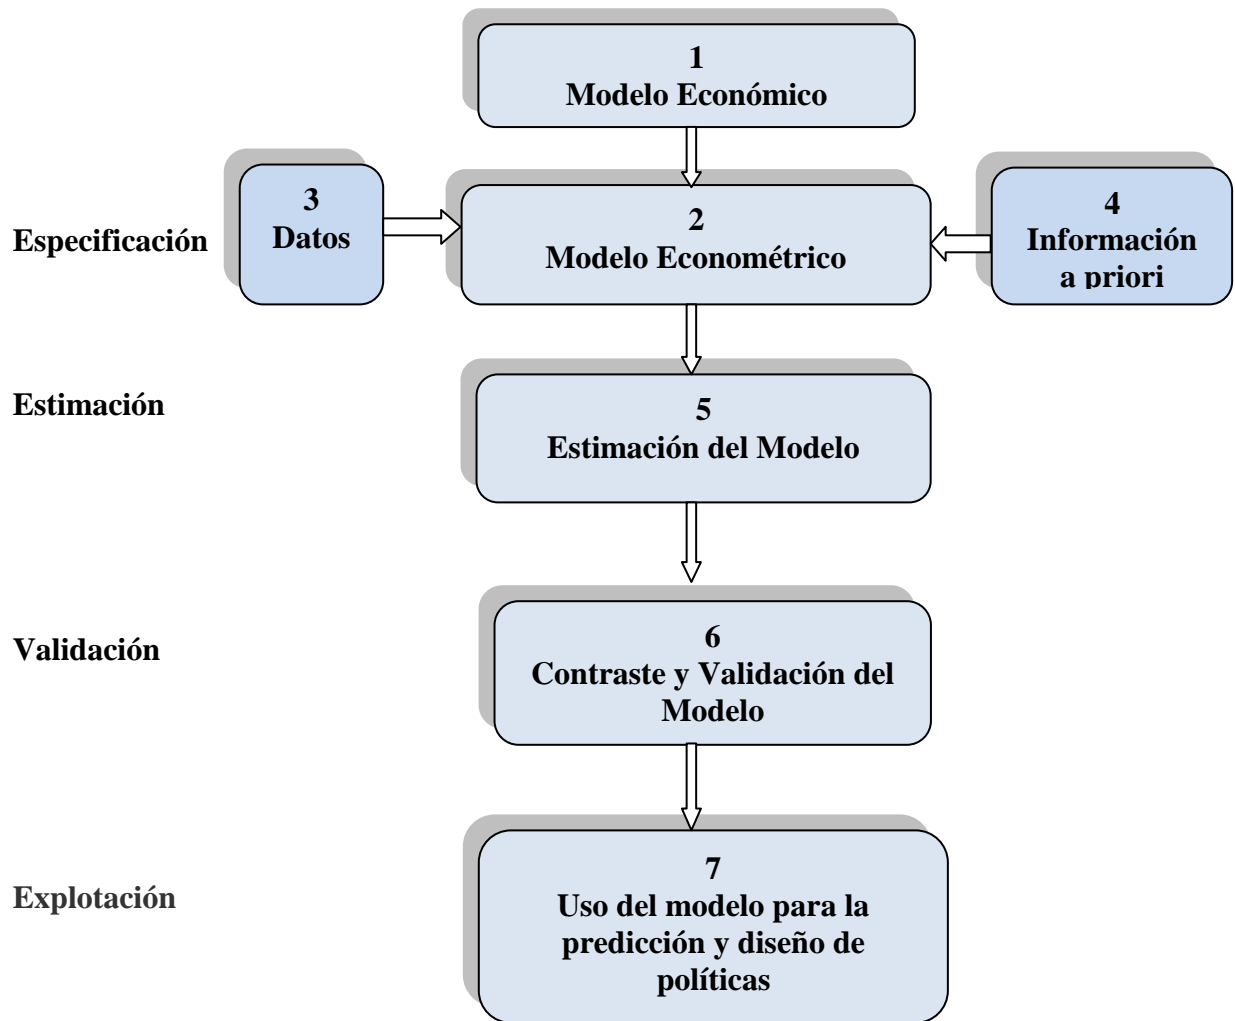 1
Modelo Económico
Especificación
3
Datos
2
Modelo Econométrico
4
Información
a priori
Estimación
5
Estimación del Modelo
Validación
6
Contraste y Validación del
Modelo
Explotación
7
Uso del modelo para la
predicción y diseño de
políticas